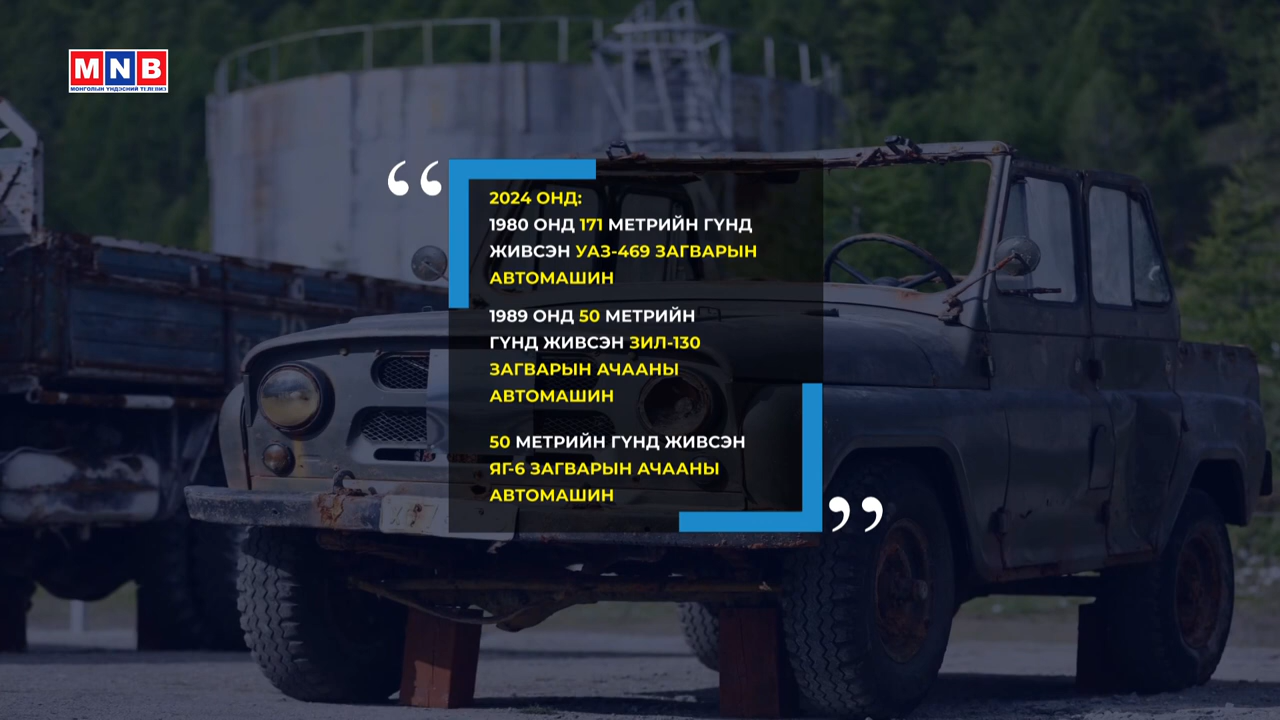 MNB
МОНГОЛЫН ҮНДЭСНИЙ ТЕЛЕВИЗ
2024 ОНД:
1980 ОНД 171 МЕТРИЙН ГҮНД
ЖИВСЭН УАЗ-469 ЗАГВАРЫН
АВТОМАШИН
1989 ОНД 50 МЕТРИЙН
ГҮНД ЖИВСЭН ЗИЛ-130
ЗАГВАРЫН АЧААНЫ
АВТОМАШИН
50 МЕТРИЙН ГҮНД ЖИВСЭН
ЯГ-6 ЗАГВАРЫН АЧААНЫ
АВТОМАШИН